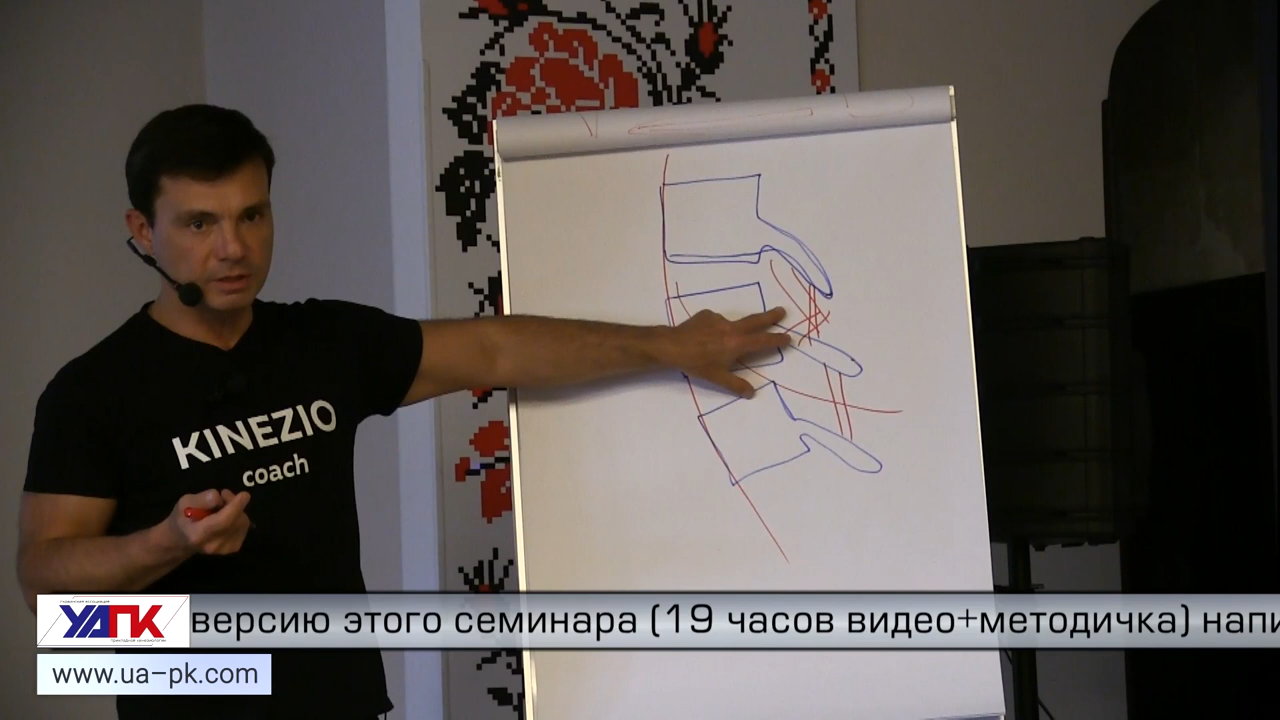 KINEZIO
coach
УАПК
версию этого семинара (19 часов видео+методичка) напи
www.ua-pk.com